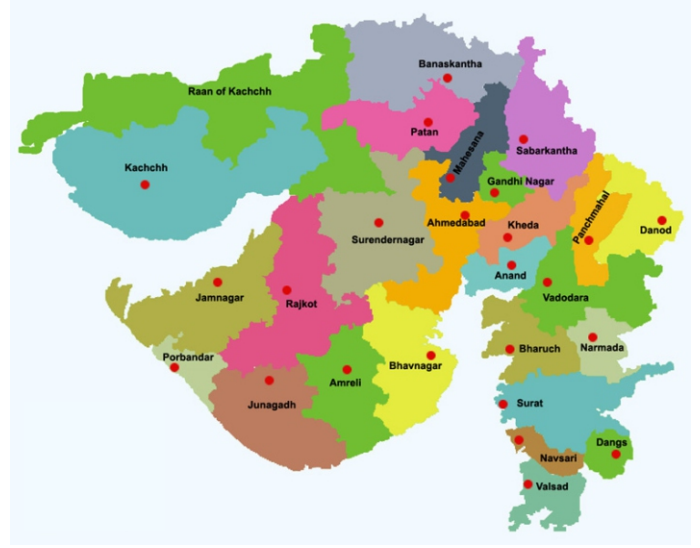 Banaskantha
Raan of Kachchh
Patan
Mahesana
Sabarkantha
Kachchh
Gandhi Nagar
Panchmahal
Ahmedabad
Kheda
Danod
Surendernagar
Anand
Jamnagar
Rajkot
Vadodara
Porbandar
Bharuch
Narmada
Bhavnagar
Amreli
Junagadh
Surat
Dangs
Navsari
Valsad